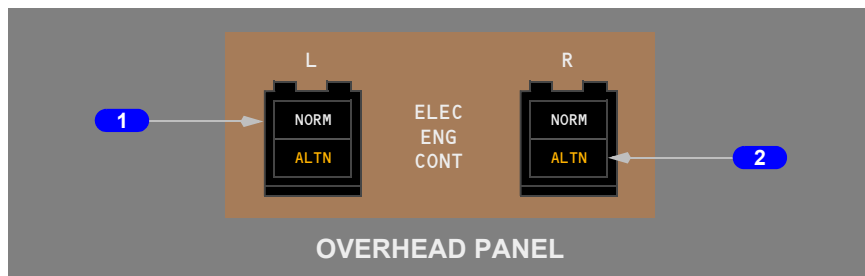 L R
1 NORM ELEC NORM
ENG
ALTN CONT ALTN 2
OVERHEAD PANEL